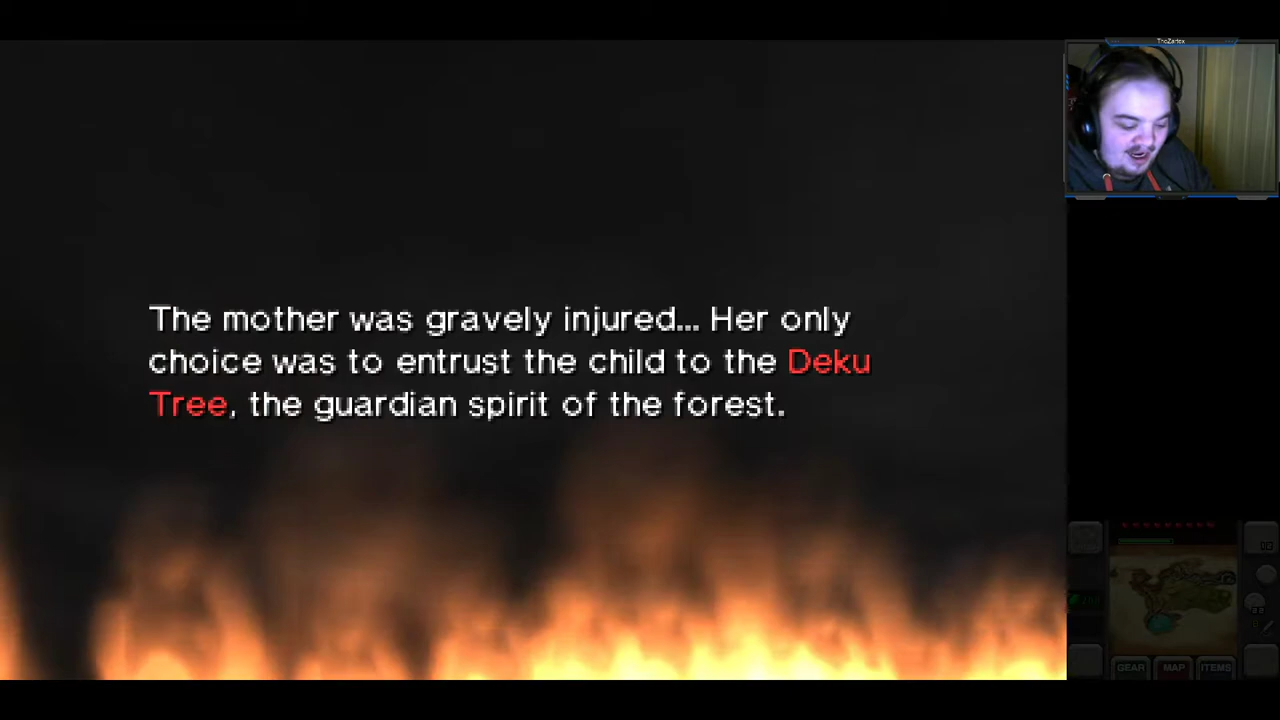 TheZartex
The mother was gravely injured... Her only
choice was to entrust the child to the Deku
Tree, the guardian spirit of the forest.
GEAR MAP ITEMS